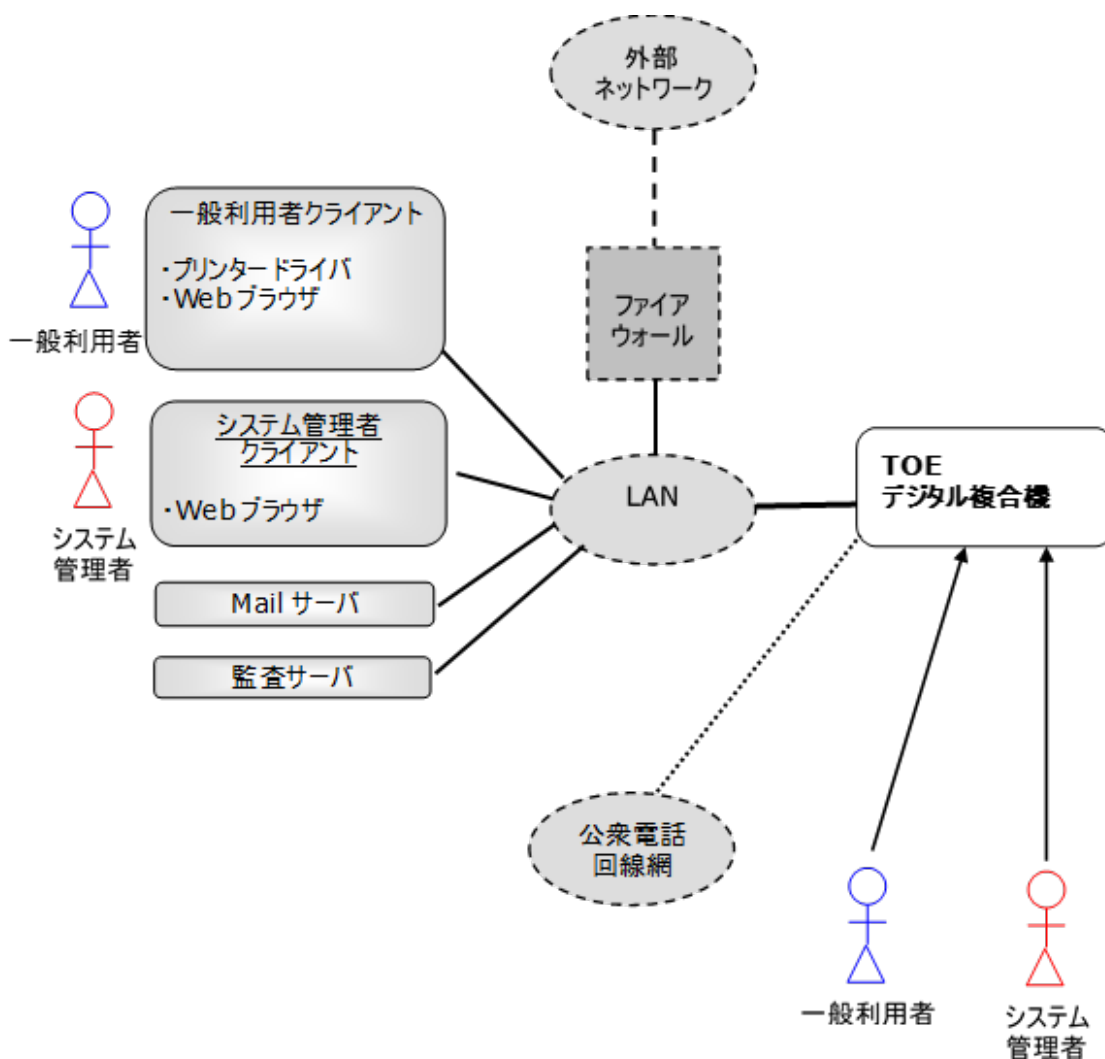 外部
ネットワーク
一般利用者クライアント
・プリンタードライバ
・Webブラウザ
一般利用者
ファイア
ウォール
システム管理者
クライアント
・Webブラウザ
システム
管理者
LAN
TOE
デジタル複合機
Mail サーバ
監査サーバ
公衆電話
回線網
一般利用者
システム
管理者